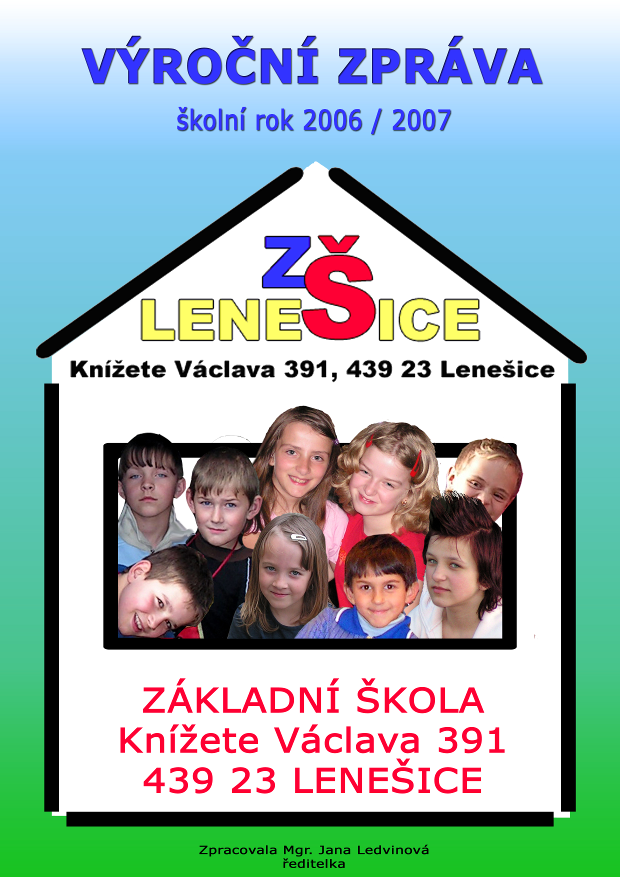 VÝROČNÍ ZPRÁVA
školní rok 2006 / 2007
ZŠ
LENEŠICE
Knížete Václava 391, 439 23 Lenešice
ZÁKLADNÍ ŠKOLA
Knížete Václava 391
439 23 LENEŠICE
Zpracovala Mgr. Jana Ledvinová
ředitelka